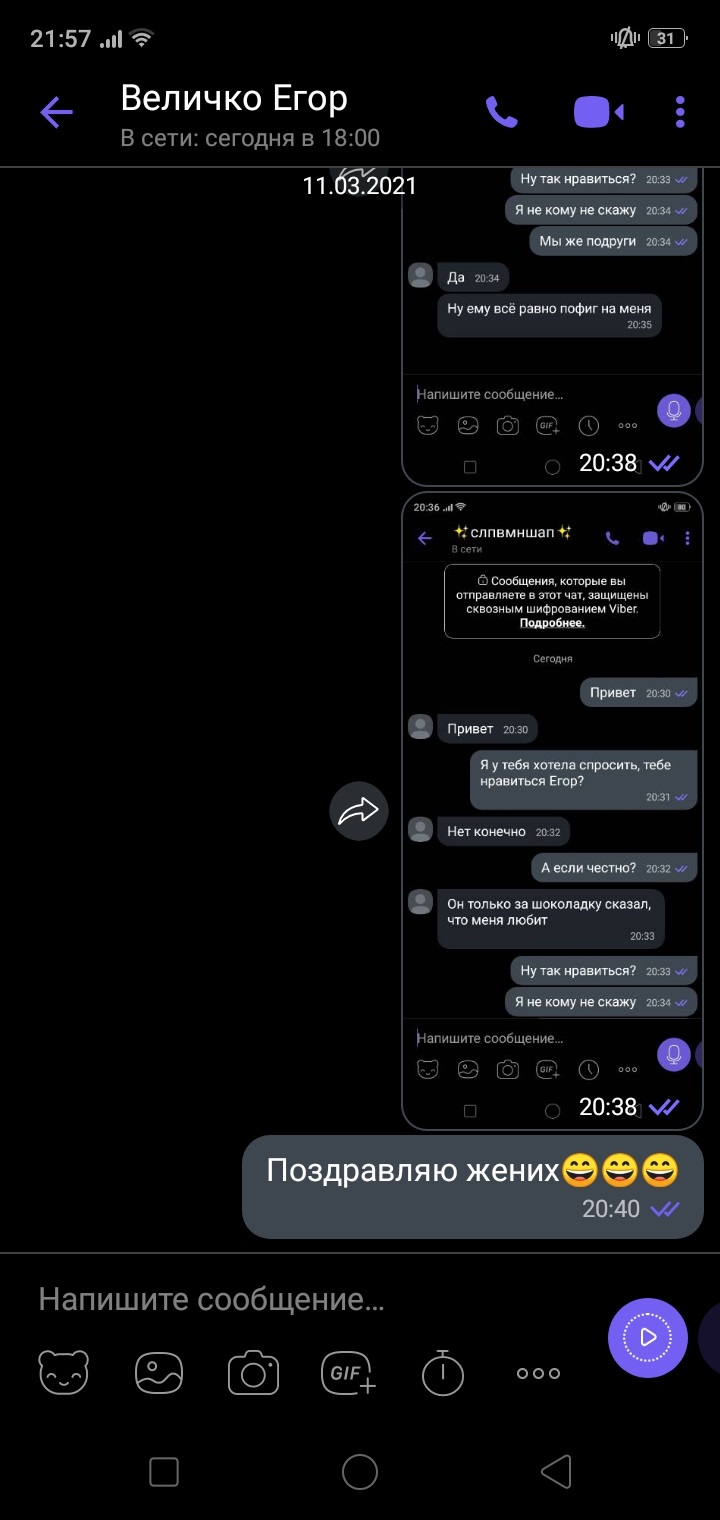 21:57
31
Величко Егор
В сети: сегодня в 18:00
11.03.2021
Ну так нравиться? 20:33
Я не кому не скажу 20:34
Мы же подруги 20:34
Да 20:34
Ну ему всё равно пофиг на меня
20:35
Напишите сообщение...
GIF
20:38
20:36
80
✨слпвмншап✨
В сети
Сообщения, которые вы
отправляете в этот чат, защищены
сквозным шифрованием Viber.
Подробнее.
Сегодня
Привет 20:30
Привет 20:30
Я у тебя хотела спросить, тебе
нравиться Егор?
20:31
Нет конечно 20:32
А если честно? 20:32
Он только за шоколадку сказал,
что меня любит
20:33
Ну так нравиться? 20:33
Я не кому не скажу 20:34
Напишите сообщение...
GIF
20:38
Поздравляю жених😄😄😄
20:40
Напишите сообщение...
GIF